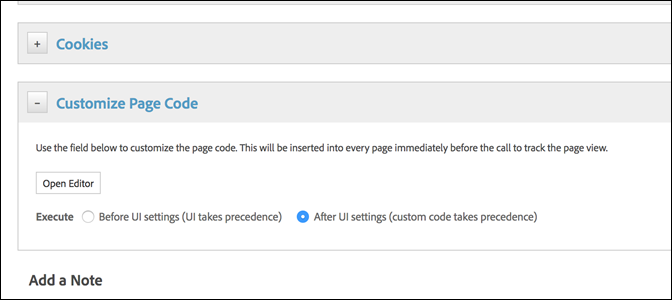 + Cookies
– Customize Page Code
Use the field below to customize the page code. This will be inserted into every page immediately before the call to track the page view.
Open Editor
Execute Before UI settings (UI takes precedence) After UI settings (custom code takes precedence)
Add a Note